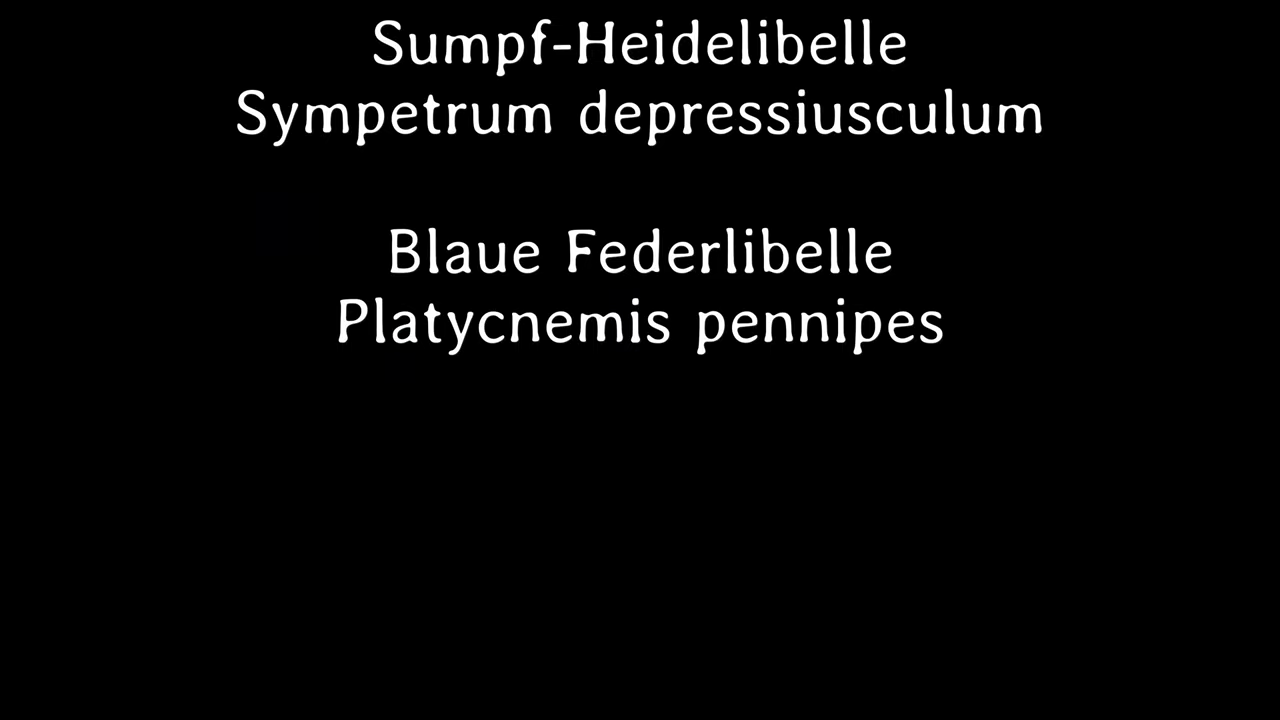 Sumpf-Heidelibelle
Sympetrum depressiusculum
Blaue Federlibelle
Platycnemis pennipes